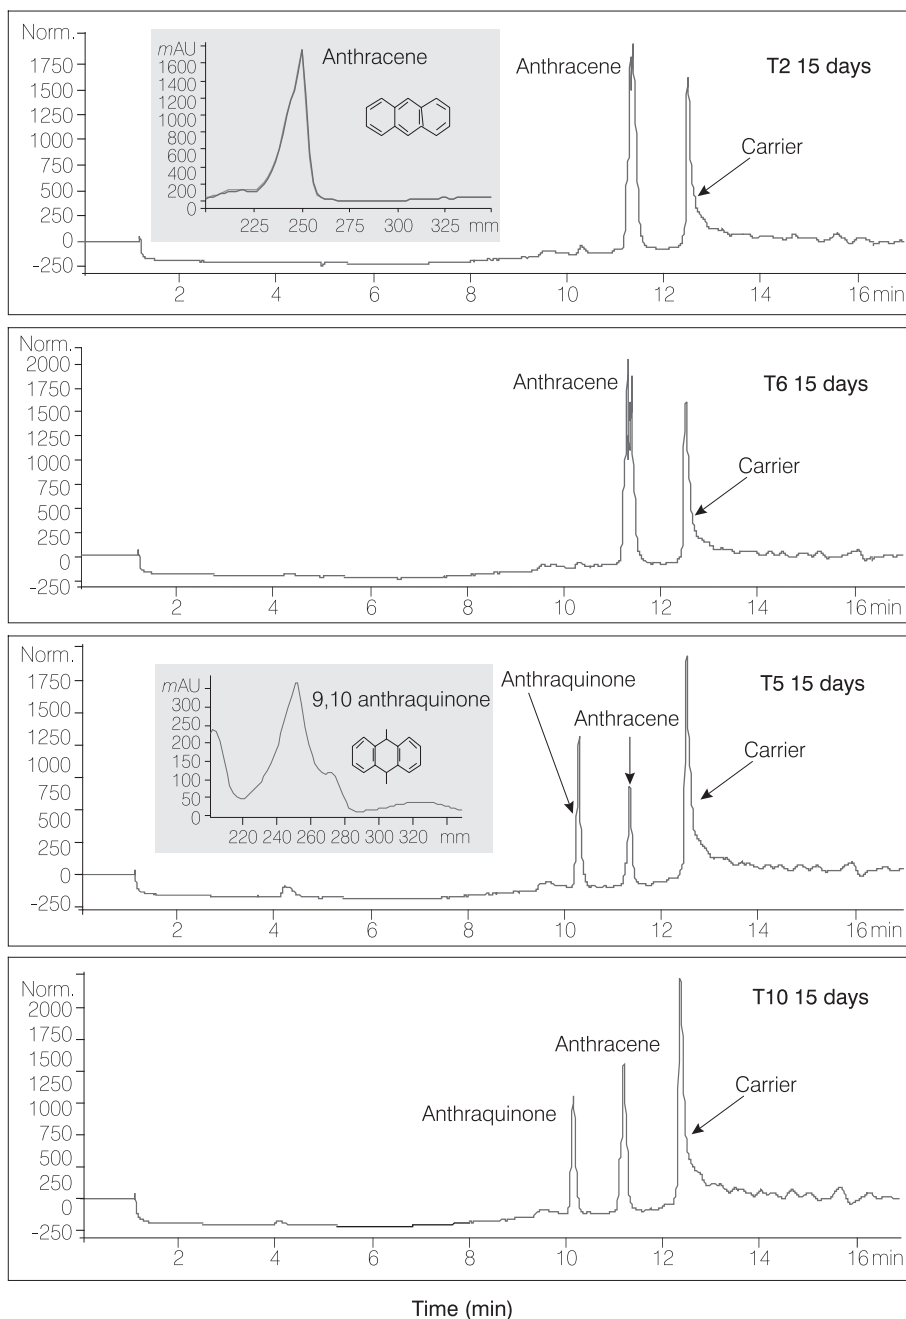 Norm.
1750
1500
1250
1000
750
500
250
0
-250
mAU
1600
1400
1200
1000
800
600
400
200
0
Anthracene
225 250 275 300 325 mm
Anthracene
T2 15 days
Carrier
2 4 6 8 10 12 14 16 min
Norm.
2000
1750
1500
1250
1000
750
500
250
0
-250
Anthracene
T6 15 days
Carrier
2 4 6 8 10 12 14 16 min
Norm.
1750
1500
1250
1000
750
500
250
0
-250
mAU
300
250
200
150
100
50
0
9,10 anthraquinone
220 240 260 280 300 320 mm
Anthraquinone
Anthracene
T5 15 days
Carrier
2 4 6 8 10 12 14 16 min
Norm.
2000
1750
1500
1250
1000
750
500
250
0
-250
T10 15 days
Anthracene
Anthraquinone
Carrier
2 4 6 8 10 12 14 16 min
Time (min)